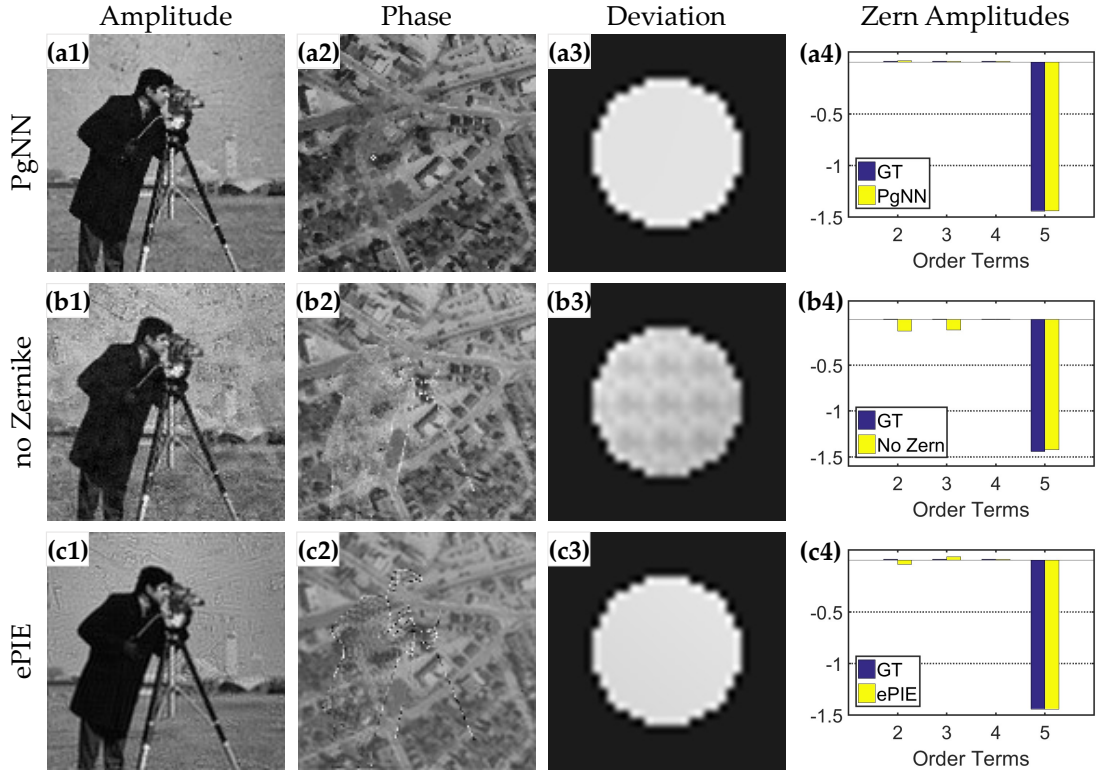 Amplitude
Phase
Deviation
Zern Amplitudes
PgNN
(a1)
(a2)
(a3)
(a4)
-0.5
-1
-1.5
GT
PgNN
2 3 4 5
Order Terms
no Zernike
(b1)
(b2)
(b3)
(b4)
-0.5
-1
-1.5
GT
No Zern
2 3 4 5
Order Terms
ePIE
(c1)
(c2)
(c3)
(c4)
-0.5
-1
-1.5
GT
ePIE
2 3 4 5
Order Terms